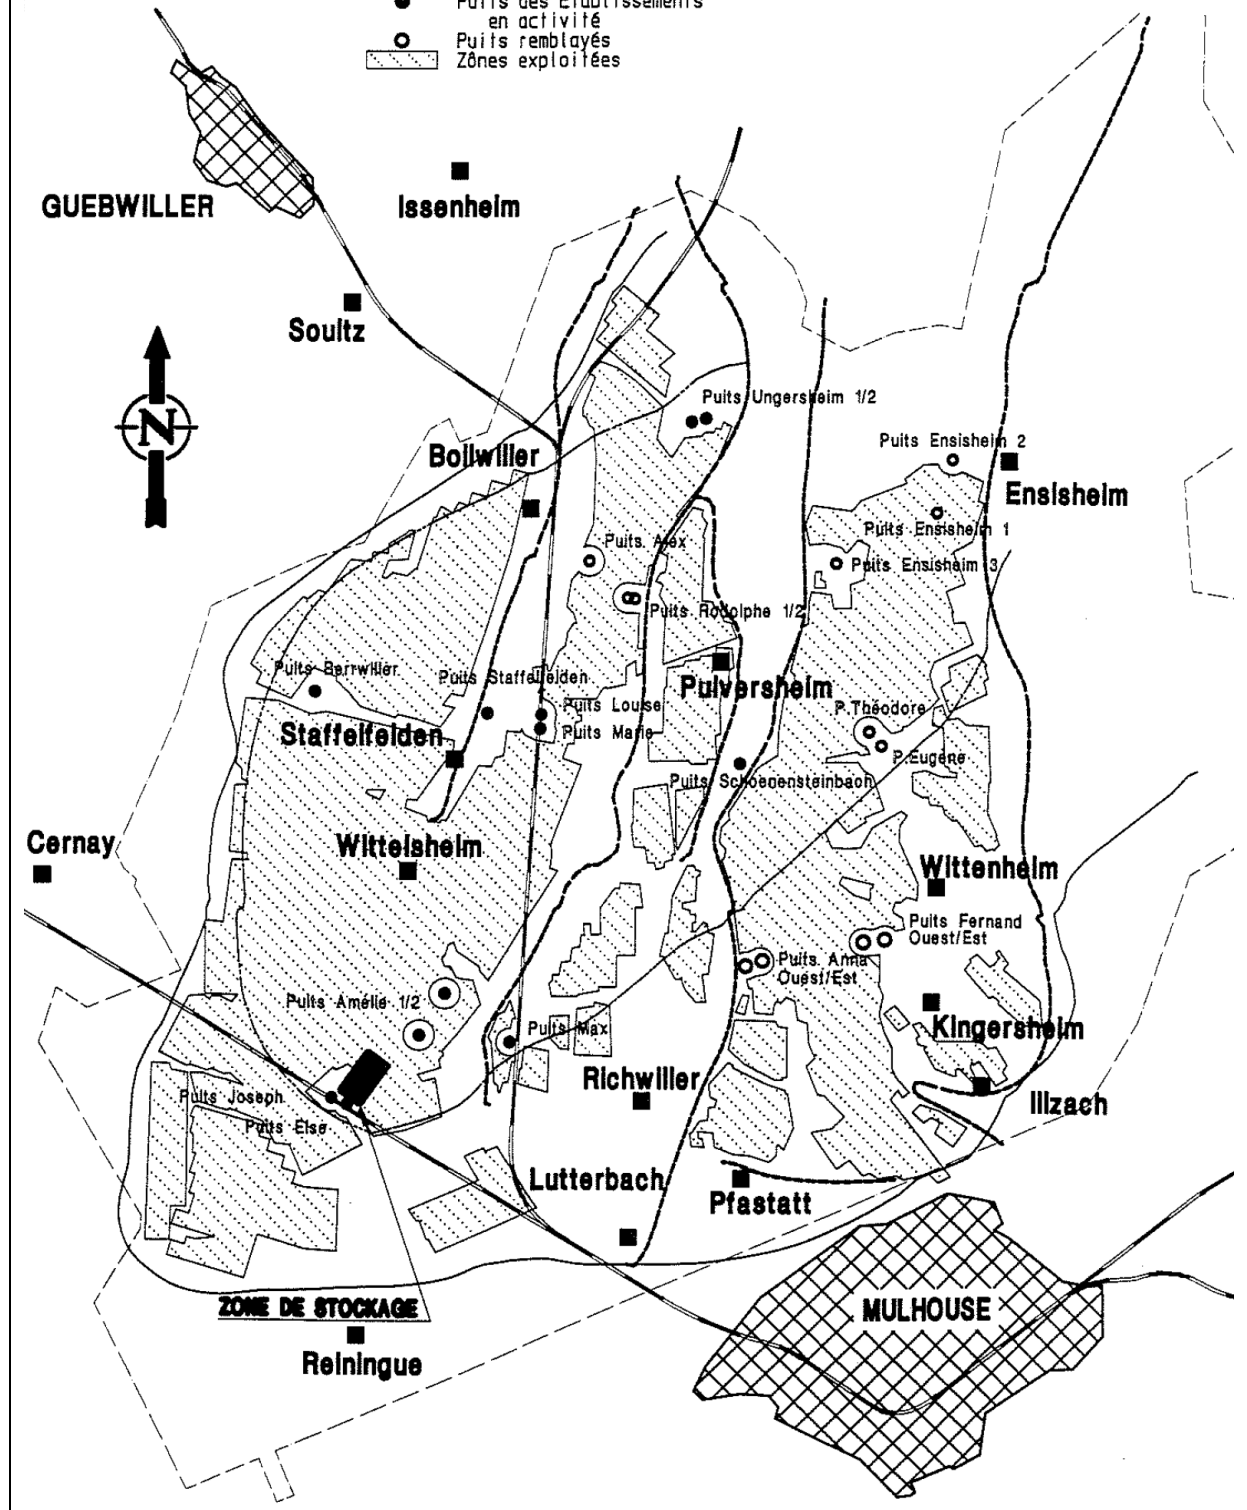 Puits des Etablissements
en activité
Puits remblayés
Zônes exploitées
GUEBWILLER
Issenheim
Soultz
N
Puits Ungersheim 1/2
Puits Ensisheim 2
Bollwiller
Ensisheim
Puits Ensisheim 1
Puits Alex
Puits Ensisheim 3
Puits Rodolphe 1/2
Puits Berrwiller
Puits Staffelfelden
Pulversheim
Puits Louise
P.Théodore
Staffelfelden
Puits Marie
P.Eugène
Puits Schoenensteinbach
Cernay
Wittelsheim
Wittenheim
Puits Fernand
Ouest/Est
Puits Anna
Ouest/Est
Puits Amélie 1/2
Puits Max
Kingersheim
Richwiller
Puits Joseph
Illzach
Puits Else
Lutterbach
Pfastatt
ZONE DE STOCKAGE
MULHOUSE
Reiningue